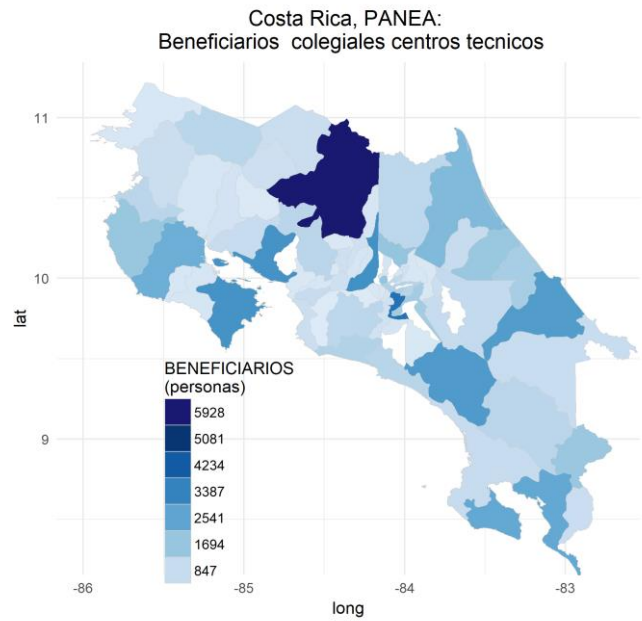 Costa Rica, PANEA:
Beneficiarios colegiales centros tecnicos
11
10
9
lat
BENEFICIARIOS
(personas)
5928
5081
4234
3387
2541
1694
847
-86
-85
-84
-83
long